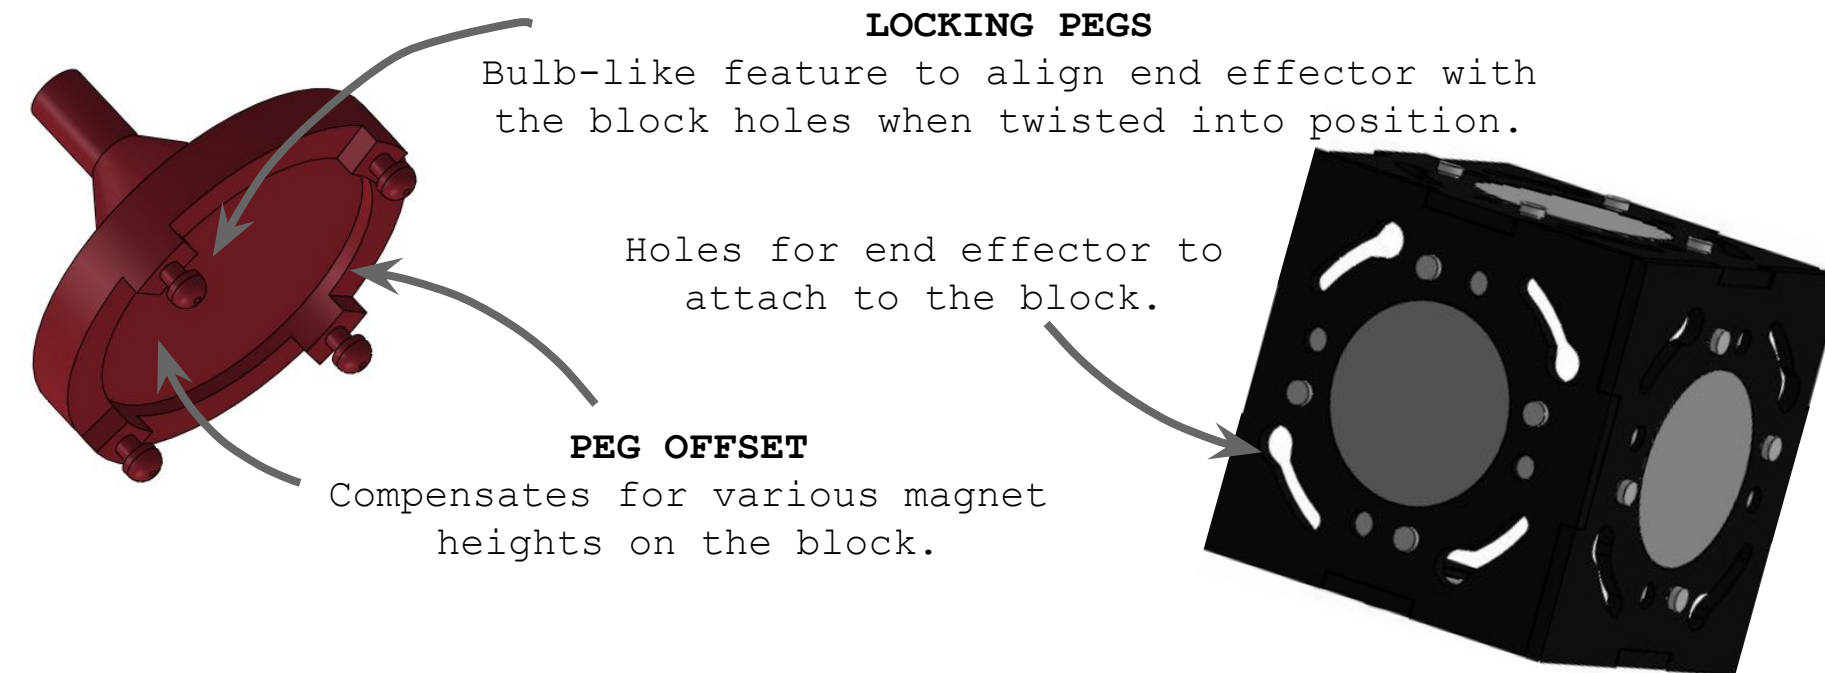 LOCKING PEGS
Bulb-like feature to align end effector with
the block holes when twisted into position.
Holes for end effector to
attach to the block.
PEG OFFSET
Compensates for various magnet
heights on the block.